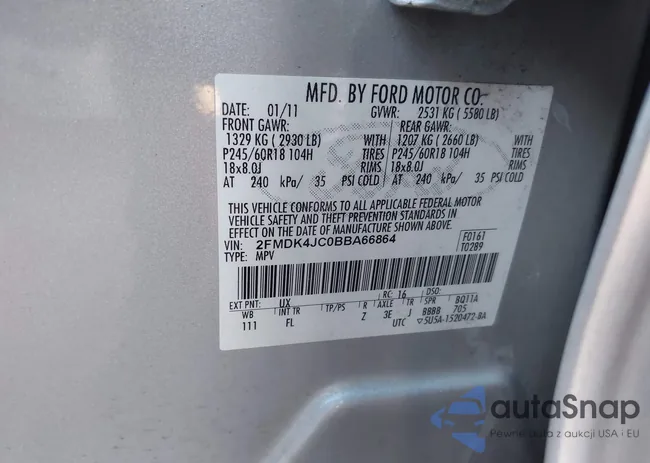 MFD. BY FORD MOTOR CO.
DATE: 01/11 GVWR: 2531 KG ( 5580 LB)
FRONT GAWR: REAR GAWR:
1329 KG ( 2930 LB) WITH 1207 KG ( 2660 LB) WITH
P245/60R18 104H TIRES P245/60R18 104H TIRES
18x8.0J RIMS 18x8.0J RIMS
AT 240 kPa/ 35 PSI COLD AT 240 kPa/ 35 PSI COLD
THIS VEHICLE CONFORMS TO ALL APPLICABLE FEDERAL MOTOR
VEHICLE SAFETY AND THEFT PREVENTION STANDARDS IN
EFFECT ON THE DATE OF MANUFACTURE SHOWN ABOVE.
VIN: 2FMDK4JC0BBA66864 F0161
TYPE: MPV T0289
EXT PNT: UX RC: 16 DSO:
WB INT TR TP/PS R AXLE TR SPR BQ11A
111 FL Z 3E J BBBB 705
UTC ▽5U5A-1520472-BA
autaSnap
Pewne auta z aukcji USA i EU